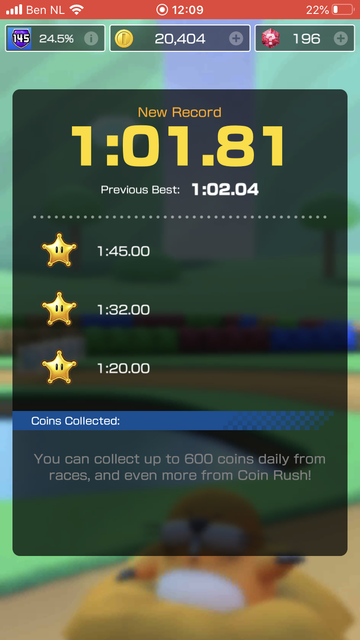 Ben NL 12:09 22%
145 24.5% i 20,404 + 196 +
New Record
1:01.81
Previous Best: 1:02.04
1:45.00
1:32.00
1:20.00
Coins Collected:
You can collect up to 600 coins daily from
races, and even more from Coin Rush!